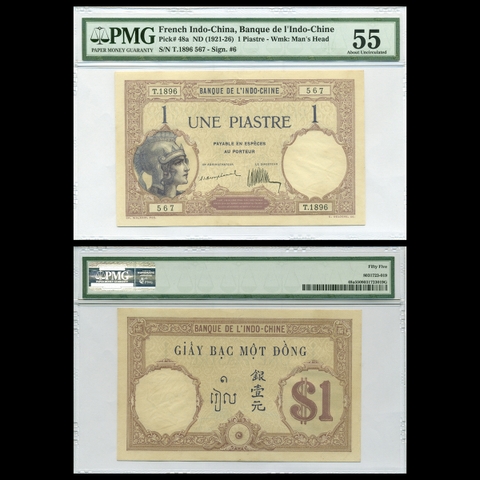 PMG
PAPER MONEY GUARANTY
French Indo-China, Banque de l'Indo-Chine
Pick# 48a ND (1921-26) 1 Piastre - Wmk: Man's Head
S/N T.1896 567 - Sign. #6
55
About Uncirculated
T.1896
BANQUE DE L'INDO-CHINE
567
1
UNE PIASTRE
1
PAYABLE EN ESPÈCES
AU PORTEUR
567
T.1896
PMG
Fifty Five
BANQUE DE L'INDO-CHINE
GIẤY BẠC MỘT ĐỒNG
១
រៀល
銀壹元
$1